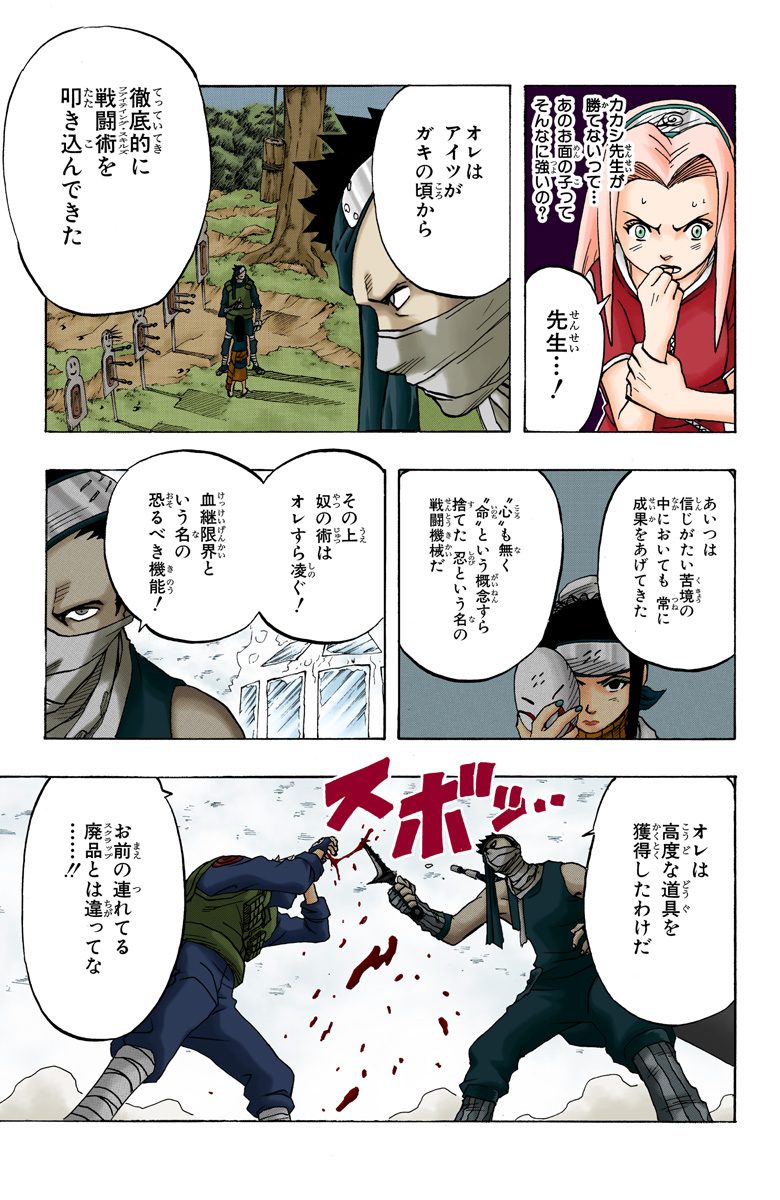 カカシ先生が
勝てないって…
あのお面の子って
そんなに強いの？
先生…！
オレは
アイツが
ガキの頃から
徹底的に
戦闘術を
叩き込んできた
あいつは
信じがたい苦境の
中においても 常に
成果をあげてきた
“心”も無く
“命”という概念すら
捨てた 忍という名の
戦闘機械だ
その上
奴の術は
オレすら凌ぐ！
血継限界と
いう名の
恐るべき機能！
ズボッ‥
オレは
高度な道具を
獲得したわけだ
お前の連れてる
廃品とは違ってな
……!!